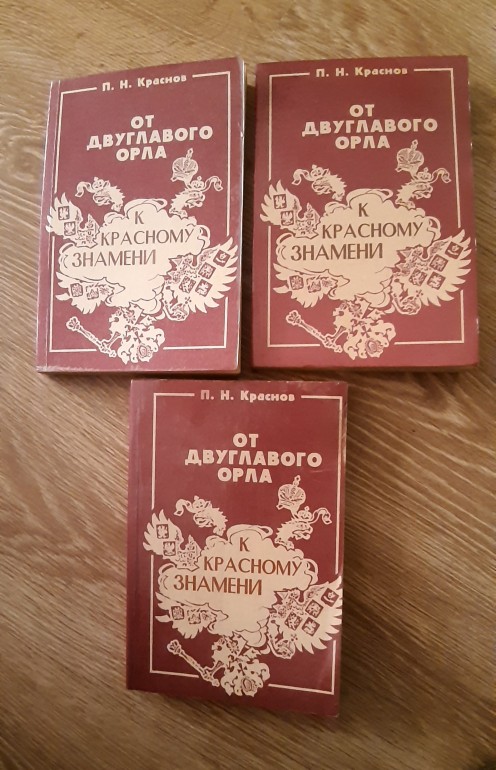 П. Н. Краснов
ОТ
ДВУГЛАВОГО
ОРЛА
К
КРАСНОМУ
ЗНАМЕНИ
П. Н. Краснов
ОТ
ДВУГЛАВОГО
ОРЛА
К
КРАСНОМУ
ЗНАМЕНИ
П. Н. Краснов
ОТ
ДВУГЛАВОГО
ОРЛА
К
КРАСНОМУ
ЗНАМЕНИ